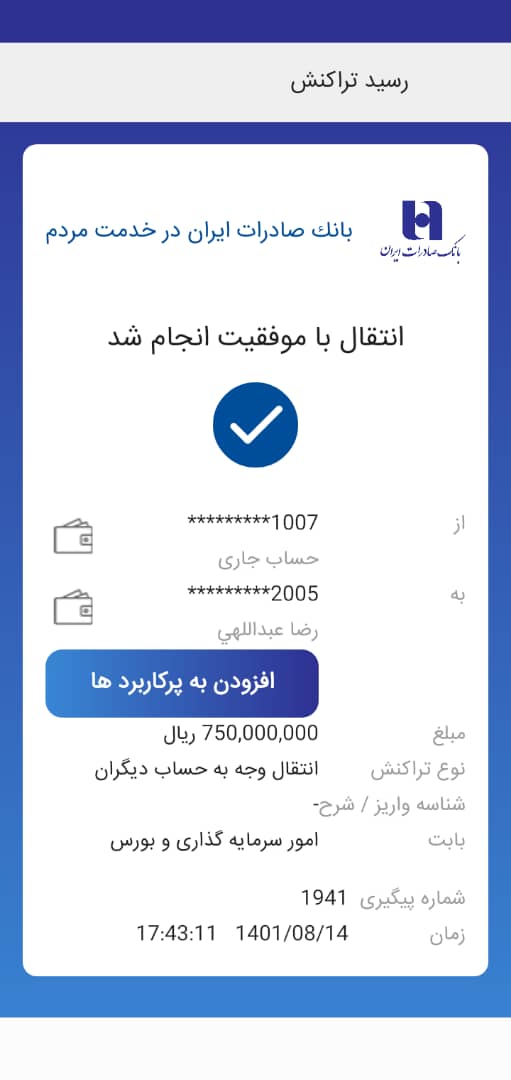 رسید تراکنش
بانك صادرات ایران در خدمت مردم
بانک صادرات ایران
انتقال با موفقیت انجام شد
از *********1007
حساب جاری
به *********2005
رضا عبداللهي
افزودن به پرکاربرد ها
مبلغ 750,000,000 ریال
نوع تراکنش انتقال وجه به حساب دیگران
شناسه واریز / شرح-
بابت امور سرمایه گذاری و بورس
شماره پیگیری 1941
زمان 1401/08/14 17:43:11